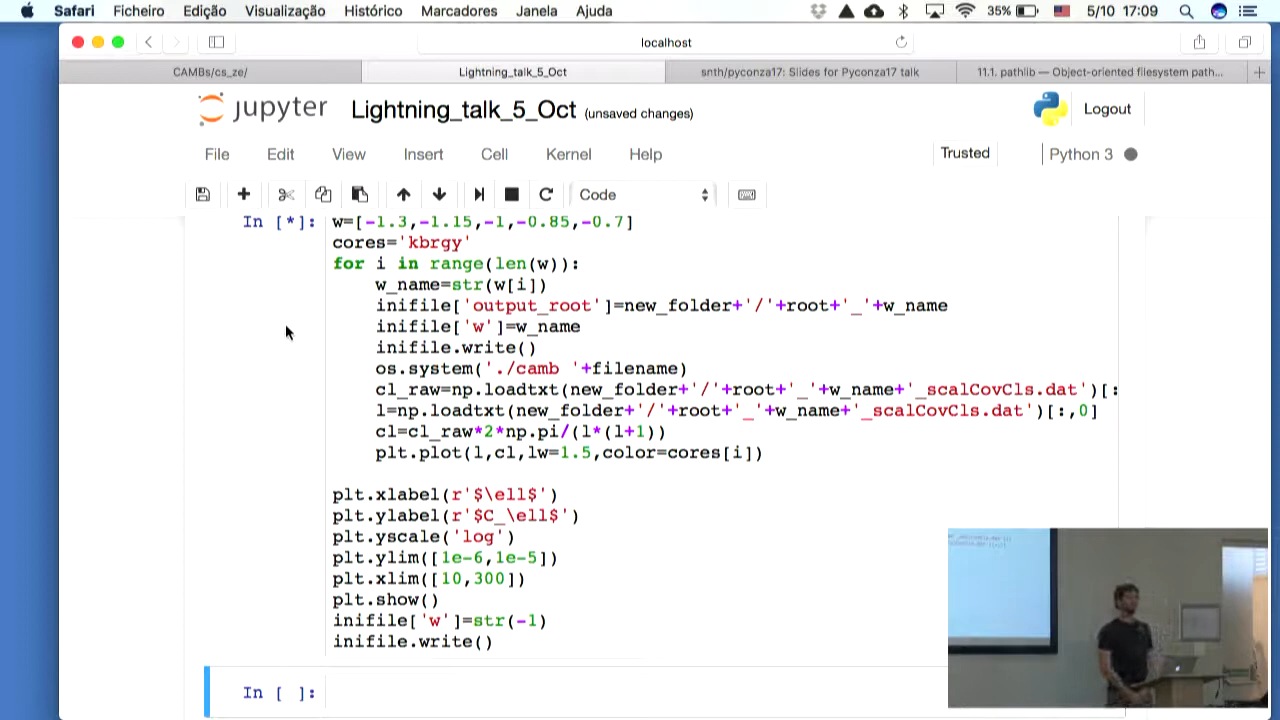 Safari Ficheiro Edição Visualização Histórico Marcadores Janela Ajuda 35% 5/10 17:09
localhost
CAMBs/cs_ze/ Lightning_talk_5_Oct snth/pyconza17: Slides for Pyconza17 talk 11.1. pathlib — Object-oriented filesystem path...
jupyter Lightning_talk_5_Oct (unsaved changes) Logout
File Edit View Insert Cell Kernel Help Trusted Python 3
Code
In [*]: w=[-1.3,-1.15,-1,-0.85,-0.7]
cores='kbrgy'
for i in range(len(w)):
    w_name=str(w[i])
    inifile['output_root']=new_folder+'/'+root+'_'+w_name
    inifile['w']=w_name
    inifile.write()
    os.system('./camb '+filename)
    cl_raw=np.loadtxt(new_folder+'/'+root+'_'+w_name+'_scalCovCls.dat')[:
    l=np.loadtxt(new_folder+'/'+root+'_'+w_name+'_scalCovCls.dat')[:,0]
    cl=cl_raw*2*np.pi/(l*(l+1))
    plt.plot(l,cl,lw=1.5,color=cores[i])
plt.xlabel(r'$\ell$')
plt.ylabel(r'$C_\ell$')
plt.yscale('log')
plt.ylim([1e-6,1e-5])
plt.xlim([10,300])
plt.show()
inifile['w']=str(-1)
inifile.write()
In [ ]: